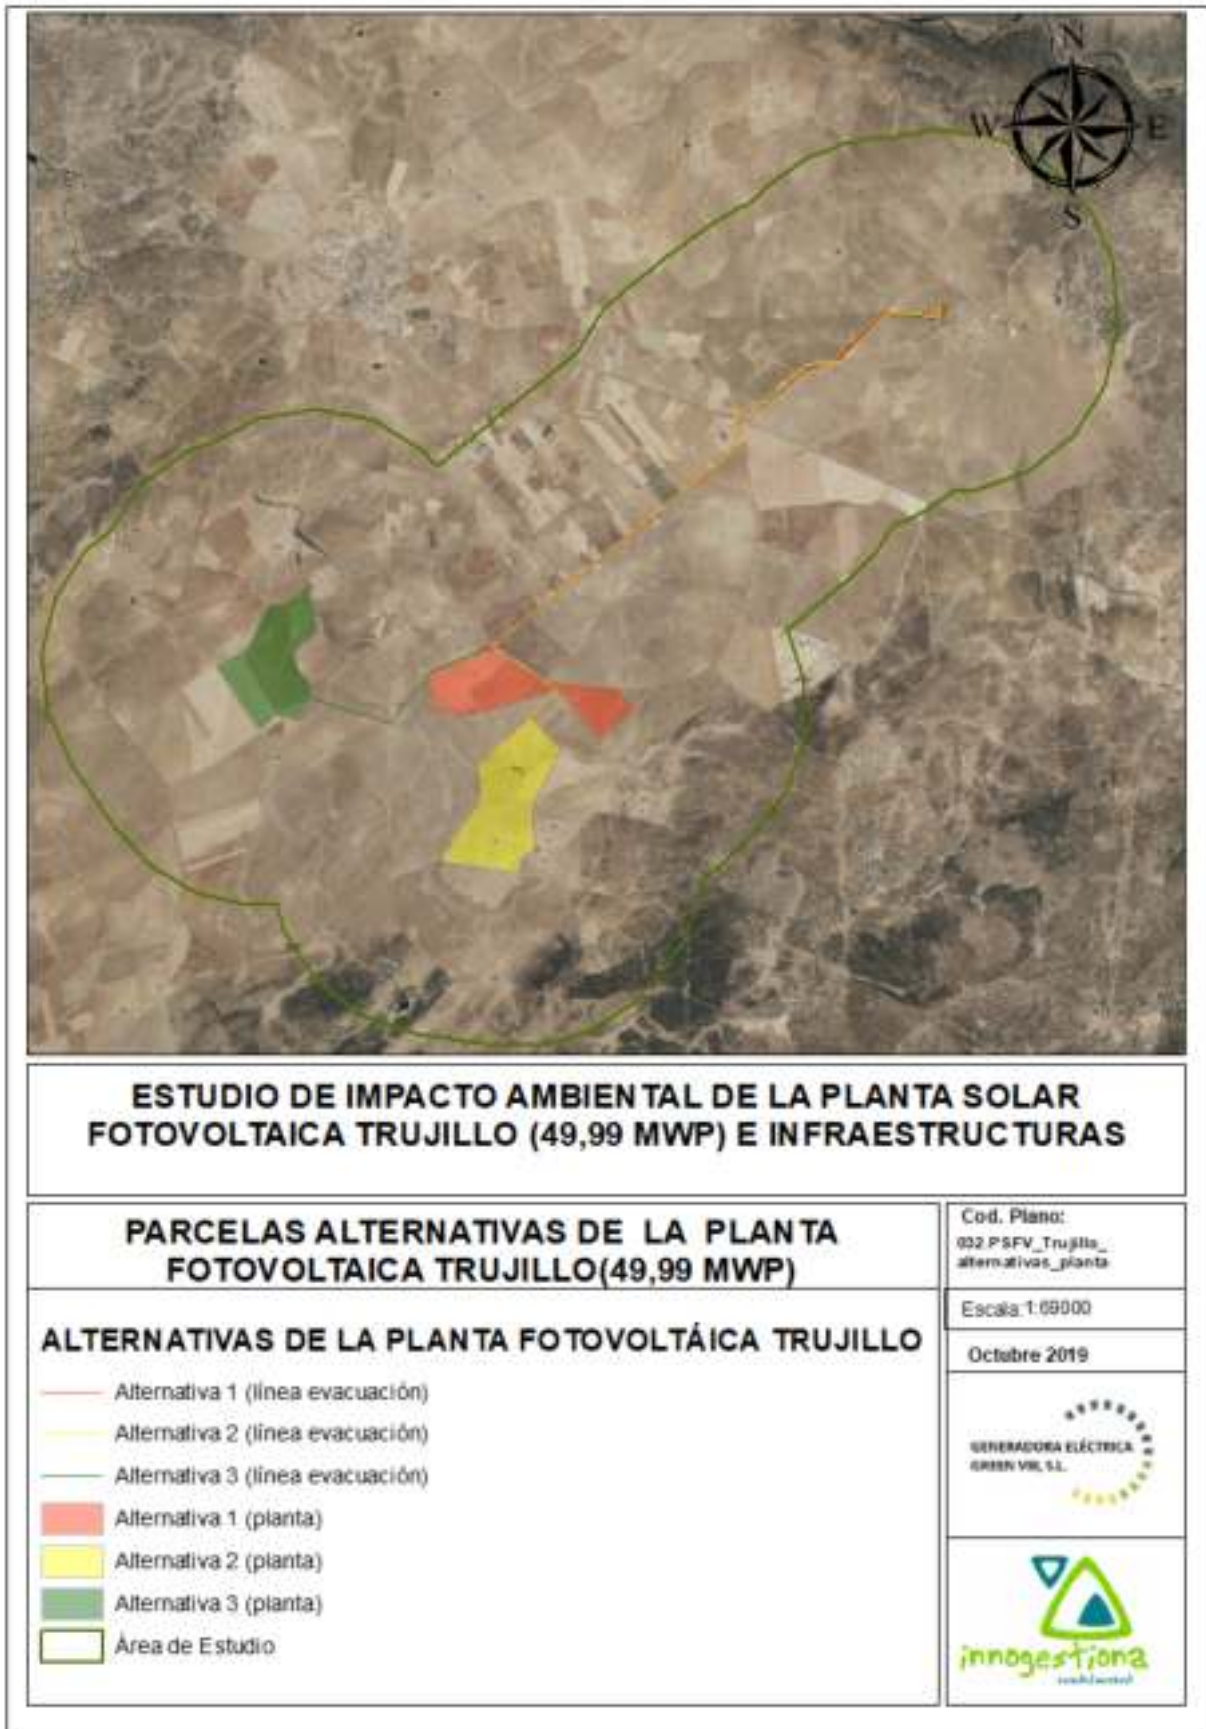 N
W E
S
ESTUDIO DE IMPACTO AMBIENTAL DE LA PLANTA SOLAR
FOTOVOLTAICA TRUJILLO (49,99 MWP) E INFRAESTRUCTURAS
PARCELAS ALTERNATIVAS DE LA PLANTA
FOTOVOLTAICA TRUJILLO(49,99 MWP)
Cod. Plano:
032.PSFV_Trujillo_
alternativas_planta
Escala:1:69000
Octubre 2019
ALTERNATIVAS DE LA PLANTA FOTOVOLTÁICA TRUJILLO
Alternativa 1 (línea evacuación)
Alternativa 2 (línea evacuación)
Alternativa 3 (línea evacuación)
Alternativa 1 (planta)
Alternativa 2 (planta)
Alternativa 3 (planta)
Área de Estudio
GENERADORA ELÉCTRICA
GREEN VIII, S.L.
innogestiona